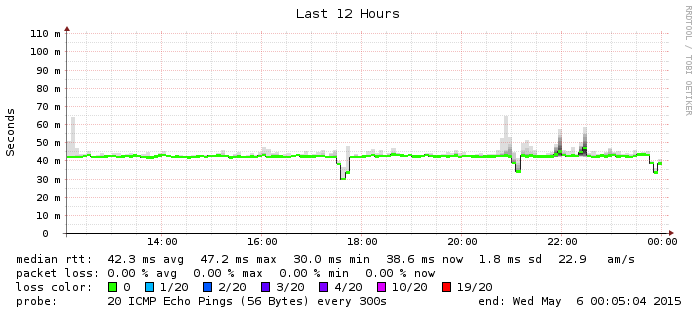 Last 12 Hours
RRDTOOL / TOBI OETIKER
Seconds
110 m
100 m
90 m
80 m
70 m
60 m
50 m
40 m
30 m
20 m
10 m
0
14:00 16:00 18:00 20:00 22:00 00:00
median rtt: 42.3 ms avg 47.2 ms max 30.0 ms min 38.6 ms now 1.8 ms sd 22.9 am/s
packet loss: 0.00 % avg 0.00 % max 0.00 % min 0.00 % now
loss color: 0 1/20 2/20 3/20 4/20 10/20 19/20
probe: 20 ICMP Echo Pings (56 Bytes) every 300s end: Wed May 6 00:05:04 2015